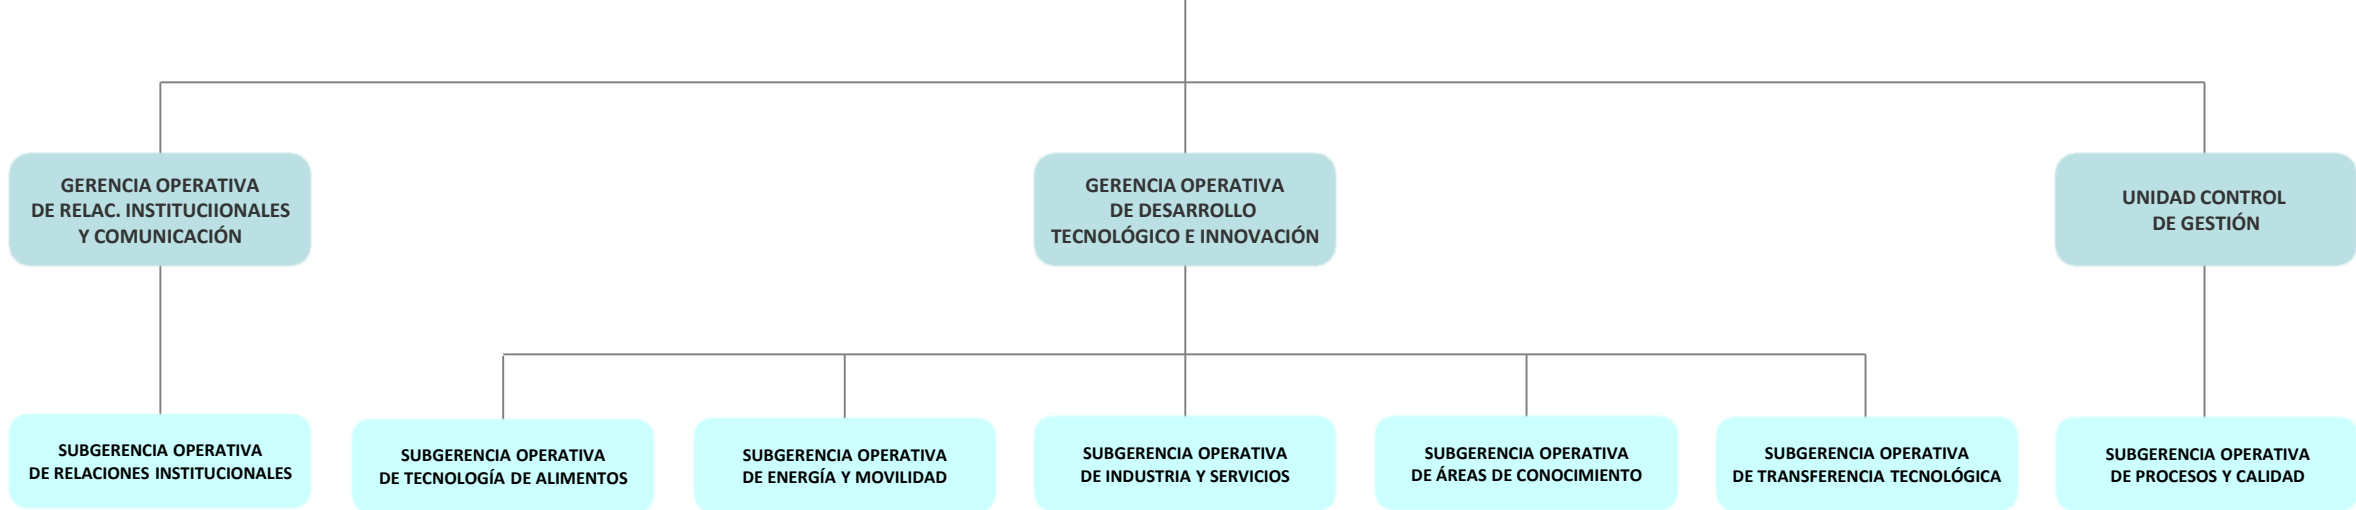 GERENCIA OPERATIVA
DE RELAC. INSTITUCIIONALES
Y COMUNICACIÓN
GERENCIA OPERATIVA
DE DESARROLLO
TECNOLÓGICO E INNOVACIÓN
UNIDAD CONTROL
DE GESTIÓN
SUBGERENCIA OPERATIVA
DE RELACIONES INSTITUCIONALES
SUBGERENCIA OPERATIVA
DE TECNOLOGÍA DE ALIMENTOS
SUBGERENCIA OPERATIVA
DE ENERGÍA Y MOVILIDAD
SUBGERENCIA OPERATIVA
DE INDUSTRIA Y SERVICIOS
SUBGERENCIA OPERATIVA
DE ÁREAS DE CONOCIMIENTO
SUBGERENCIA OPERATIVA
DE TRANSFERENCIA TECNOLÓGICA
SUBGERENCIA OPERATIVA
DE PROCESOS Y CALIDAD